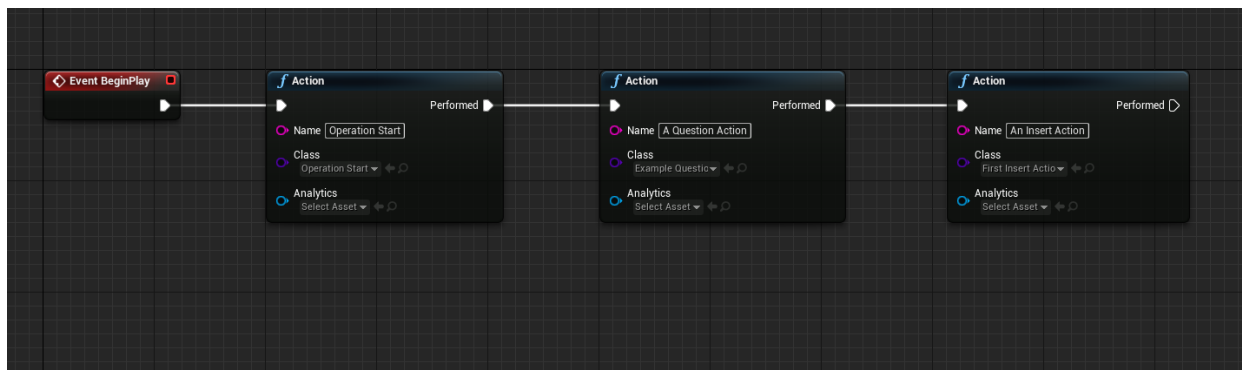 Event BeginPlay
Action
Performed
Name Operation Start
Class
Operation Start
Analytics
Select Asset
Action
Performed
Name A Question Action
Class
Example Questic
Analytics
Select Asset
Action
Performed
Name An Insert Action
Class
First Insert Actio
Analytics
Select Asset